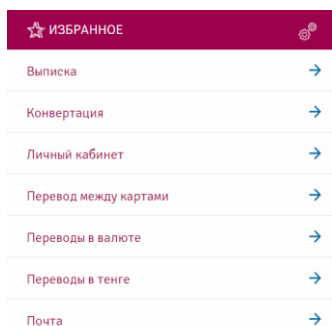 ИЗБРАННОЕ
Выписка
Конвертация
Личный кабинет
Перевод между картами
Переводы в валюте
Переводы в тенге
Почта